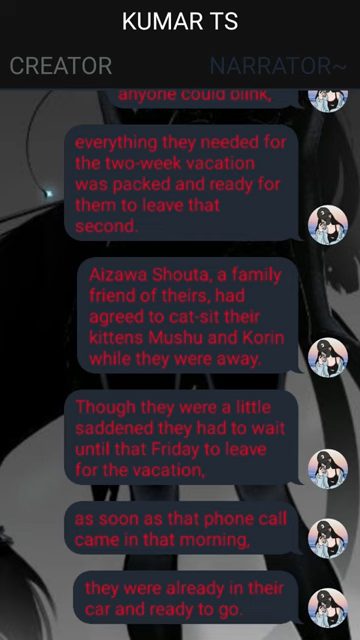 KUMAR TS
CREATOR
NARRATOR~
anyone could blink,
everything they needed for
the two-week vacation
was packed and ready for
them to leave that
second.
Aizawa Shouta, a family
friend of theirs, had
agreed to cat-sit their
kittens Mushu and Korin
while they were away.
Though they were a little
saddened they had to wait
until that Friday to leave
for the vacation,
as soon as that phone call
came in that morning,
they were already in their
car and ready to go.